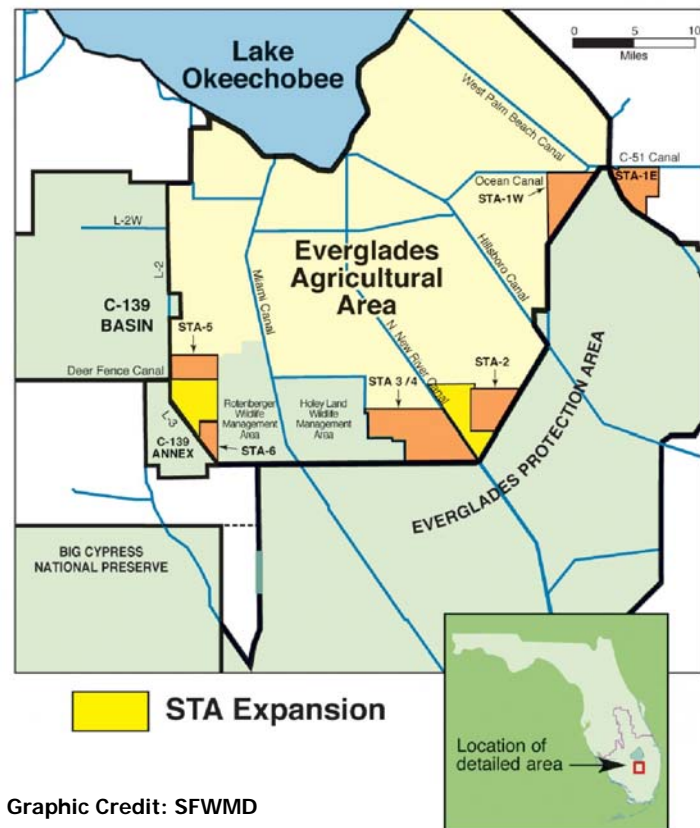 Lake
Okeechobee
0 5 10
Miles
West Palm Beach Canal
C-51 Canal
STA-1E
Ocean Canal
STA-1W
L-2W
L-2
Everglades
Agricultural
Area
Hillsboro Canal
Miami Canal
C-139
BASIN
STA-5
N. New River Canal
Deer Fence Canal
STA 3/4
STA-2
Rotenberger
Wildlife
Management
Area
Holey Land
Wildlife
Management
Area
L-3
C-139
ANNEX
STA-6
EVERGLADES PROTECTION AREA
BIG CYPRESS
NATIONAL PRESERVE
STA Expansion
Location of
detailed area
Graphic Credit: SFWMD